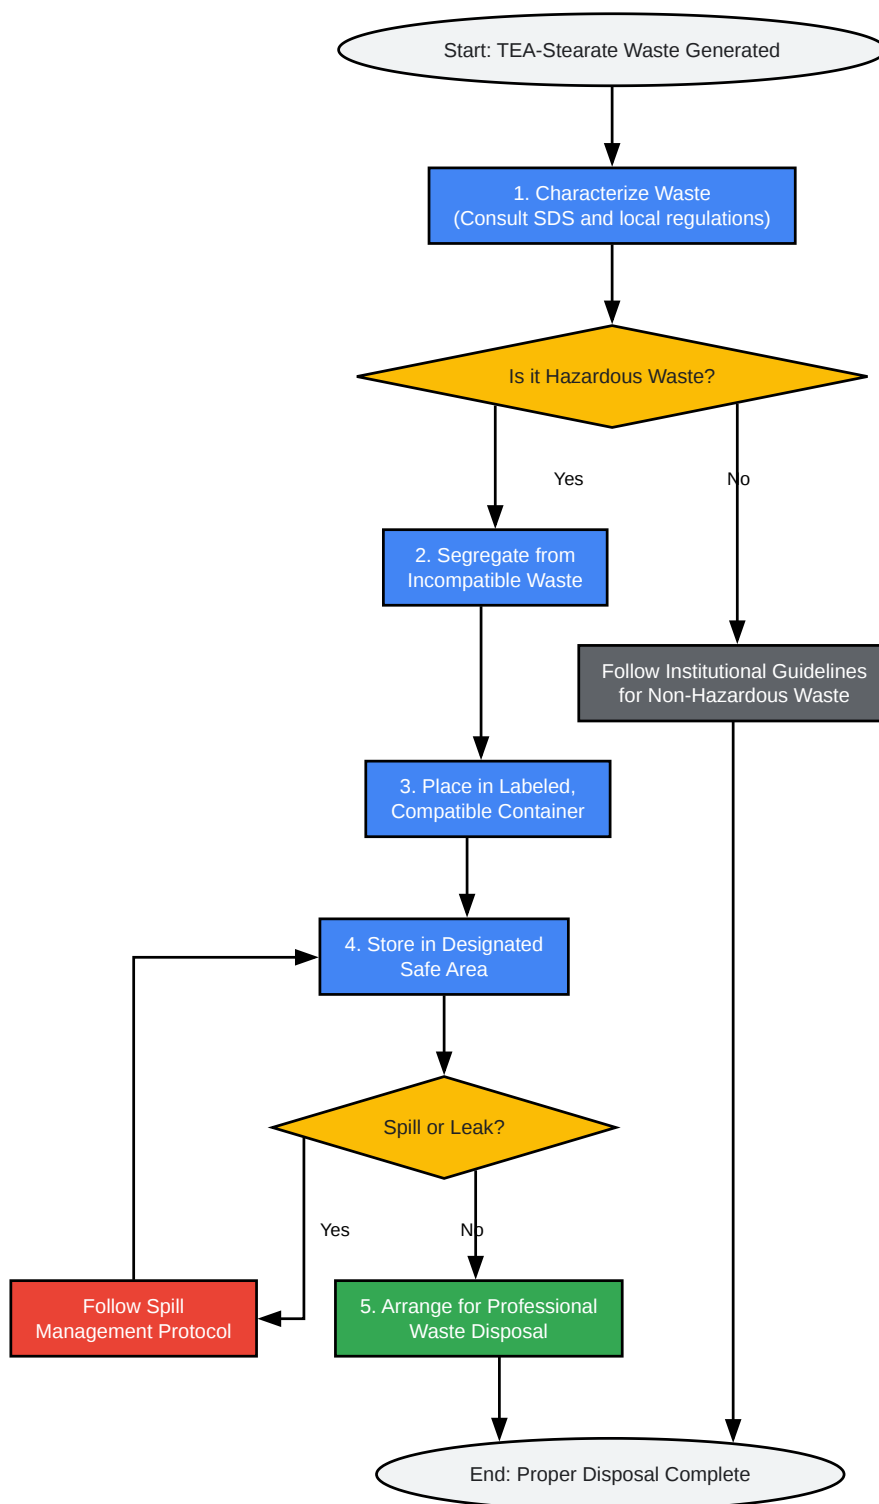 Start: TEA-Stearate Waste Generated
1. Characterize Waste
(Consult SDS and local regulations)
Is it Hazardous Waste?
Yes
No
2. Segregate from
Incompatible Waste
Follow Institutional Guidelines
for Non-Hazardous Waste
3. Place in Labeled,
Compatible Container
4. Store in Designated
Safe Area
Spill or Leak?
Yes
No
Follow Spill
Management Protocol
5. Arrange for Professional
Waste Disposal
End: Proper Disposal Complete